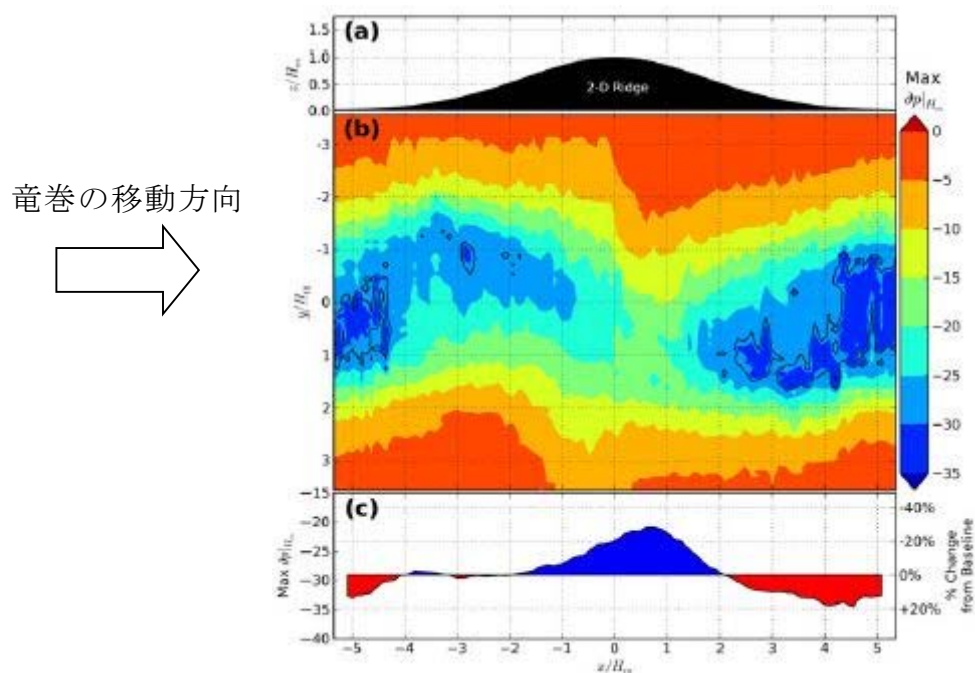 (a)
1.5
1.0
0.5
0.0
2-D Ridge
Max
∂p|
0
−5
−10
−15
−20
−25
−30
−35
竜巻の移動方向
(b)
-3
-2
-1
0
1
2
3
(c)
−15
−20
−25
−30
−35
−40
Max ∂p|
-40%
-20%
0%
+20%
% Change
from Baseline
−5 −4 −3 −2 −1 0 1 2 3 4 5